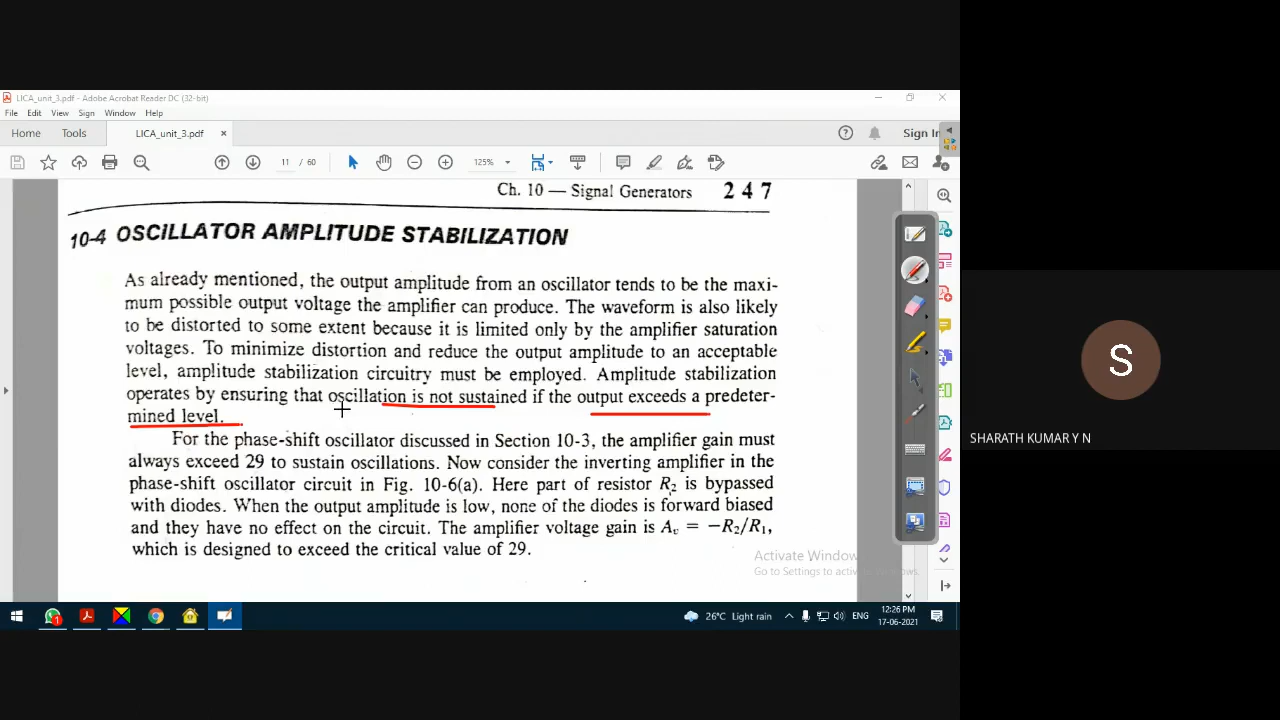 LICA_unit_3.pdf - Adobe Acrobat Reader DC (32-bit)
File Edit View Sign Window Help
Home Tools LICA_unit_3.pdf × Sign In
11 / 60 125%
Ch. 10 — Signal Generators 247
10-4 OSCILLATOR AMPLITUDE STABILIZATION
As already mentioned, the output amplitude from an oscillator tends to be the maxi-
mum possible output voltage the amplifier can produce. The waveform is also likely
to be distorted to some extent because it is limited only by the amplifier saturation
voltages. To minimize distortion and reduce the output amplitude to an acceptable
level, amplitude stabilization circuitry must be employed. Amplitude stabilization
operates by ensuring that oscillation is not sustained if the output exceeds a predeter-
mined level.
For the phase-shift oscillator discussed in Section 10-3, the amplifier gain must
always exceed 29 to sustain oscillations. Now consider the inverting amplifier in the
phase-shift oscillator circuit in Fig. 10-6(a). Here part of resistor R₂ is bypassed
with diodes. When the output amplitude is low, none of the diodes is forward biased
and they have no effect on the circuit. The amplifier voltage gain is Aᵥ = −R₂/R₁,
which is designed to exceed the critical value of 29.
Activate Window
Go to Settings to
S
SHARATH KUMAR Y N
26°C Light rain ENG 12:26 PM
17-06-2021